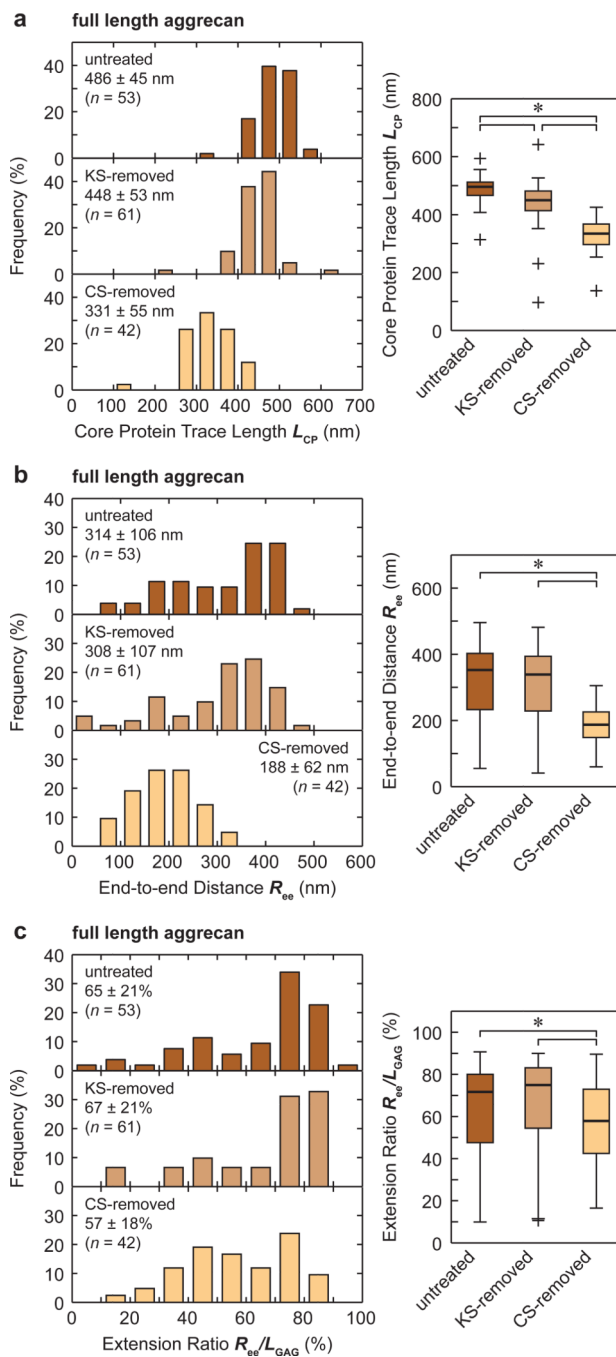 a full length aggrecan
untreated
486 ± 45 nm
(n = 53)
KS-removed
448 ± 53 nm
(n = 61)
CS-removed
331 ± 55 nm
(n = 42)
Frequency (%)
40
20
0
40
20
0
40
20
0
0 100 200 300 400 500 600 700
Core Protein Trace Length LCP (nm)
Core Protein Trace Length LCP (nm)
800
600
400
200
0
*
untreated
KS-removed
CS-removed
b full length aggrecan
untreated
314 ± 106 nm
(n = 53)
KS-removed
308 ± 107 nm
(n = 61)
CS-removed
188 ± 62 nm
(n = 42)
Frequency (%)
40
30
20
10
0
30
20
10
0
30
20
10
0
0 100 200 300 400 500 600
End-to-end Distance Ree (nm)
End-to-end Distance Ree (nm)
600
400
200
0
*
untreated
KS-removed
CS-removed
c full length aggrecan
untreated
65 ± 21%
(n = 53)
KS-removed
67 ± 21%
(n = 61)
CS-removed
57 ± 18%
(n = 42)
Frequency (%)
40
30
20
10
0
30
20
10
0
30
20
10
0
0 20 40 60 80 100
Extension Ratio Ree/LGAG (%)
Extension Ratio Ree/LGAG (%)
100
80
60
40
20
0
*
untreated
KS-removed
CS-removed